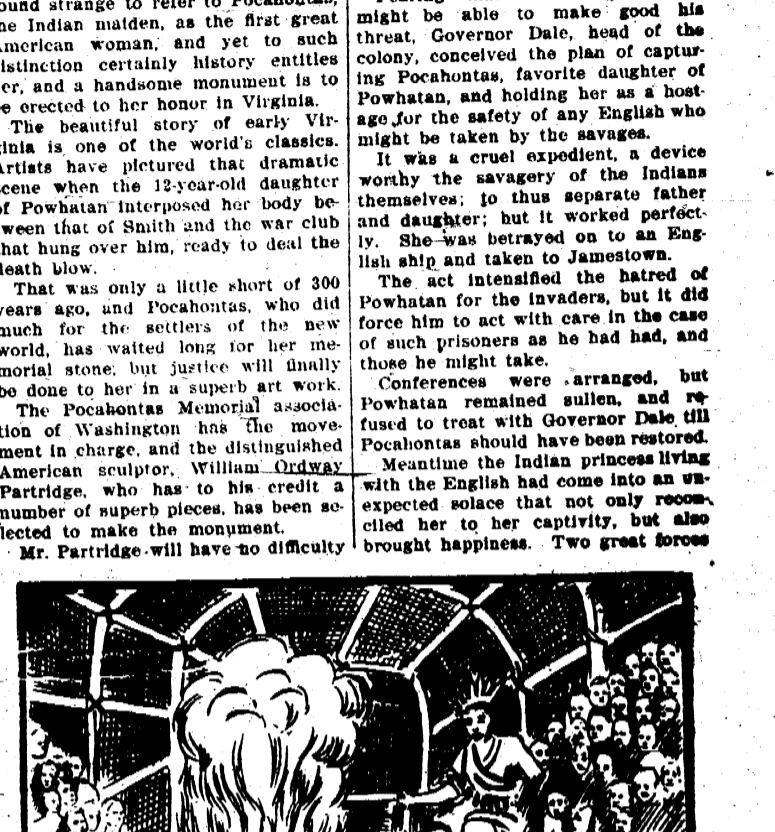 ound strange to refer to Pocahontas,
he Indian maiden, as the first great
American woman, and yet to such
istinction certainly history entitles
er, and a handsome monument is to
e erected to her honor in Virginia.
The beautiful story of early Vir-
ginia is one of the world's classics.
Artists have pictured that dramatic
scene when the 12-year-old daughter
of Powhatan interposed her body be-
ween that of Smith and the war club
hat hung over him, ready to deal the
death blow.
That was only a little short of 300
years ago, and Pocahontas, who did
much for the settlers of the new
world, has waited long for her me-
morial stone; but justice will finally
be done to her in a superb art work.
The Pocahontas Memorial associa-
tion of Washington has the move-
ment in charge, and the distinguished
American sculptor, William Ordway
Partridge, who has to his credit a
number of superb pieces, has been se-
lected to make the monument.
Mr. Partridge will have no difficulty
might be able to make good his
threat, Governor Dale, head of the
colony, conceived the plan of captur-
ing Pocahontas, favorite daughter of
Powhatan, and holding her as a host-
age for the safety of any English who
might be taken by the savages.
It was a cruel expedient, a device
worthy the savagery of the Indians
themselves; to thus separate father
and daughter; but it worked perfect-
ly. She was betrayed on to an Eng-
lish ship and taken to Jamestown.
The act intensified the hatred of
Powhatan for the invaders, but it did
force him to act with care in the case
of such prisoners as he had had, and
those he might take.
Conferences were arranged, but
Powhatan remained sullen, and re-
fused to treat with Governor Dale till
Pocahontas should have been restored.
Meantime the Indian princess living
with the English had come into an un-
expected solace that not only recon-
ciled her to her captivity, but also
brought happiness. Two great forces